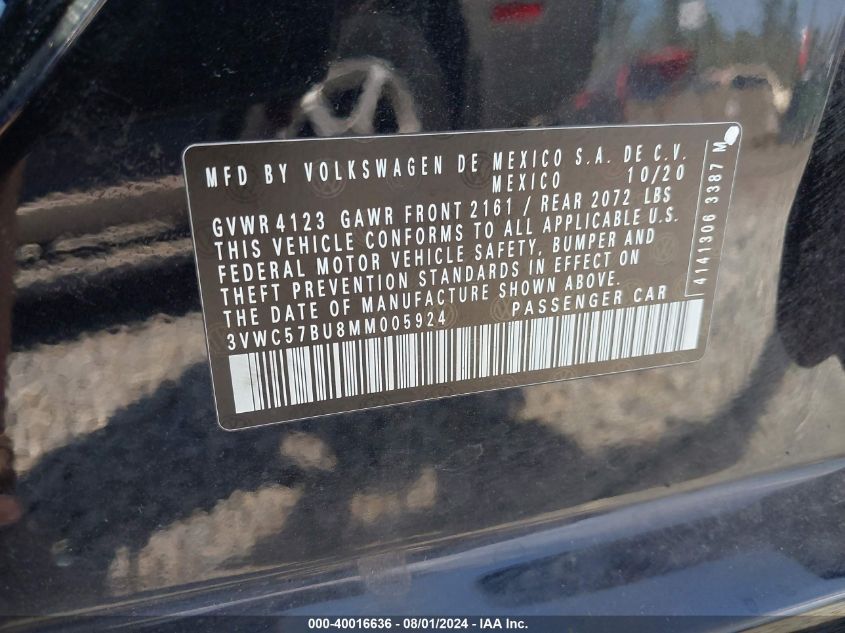 MFD BY VOLKSWAGEN DE MEXICO S.A. DE C.V.
MEXICO 10/20
GVWR 4123 GAWR FRONT 2161 / REAR 2072 LBS
THIS VEHICLE CONFORMS TO ALL APPLICABLE U.S.
FEDERAL MOTOR VEHICLE SAFETY, BUMPER AND
THEFT PREVENTION STANDARDS IN EFFECT ON
THE DATE OF MANUFACTURE SHOWN ABOVE.
3VWC57BU8MM005924 PASSENGER CAR
4141306 3387 M
000-40016636 - 08/01/2024 - IAA Inc.